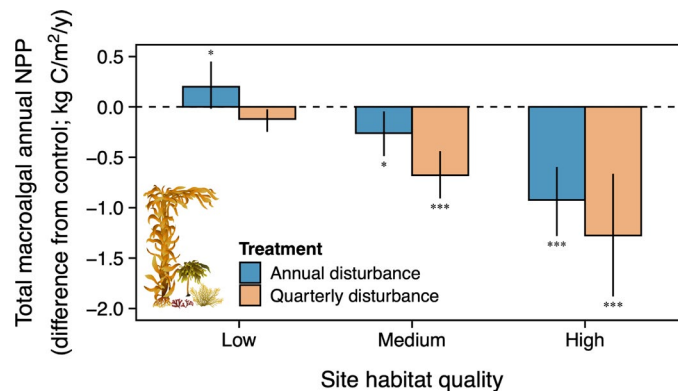 Total macroalgal annual NPP
(difference from control; kg C/m²/y)
0.5
0.0
−0.5
−1.0
−1.5
−2.0
*
*
***
***
***
Treatment
Annual disturbance
Quarterly disturbance
Low Medium High
Site habitat quality